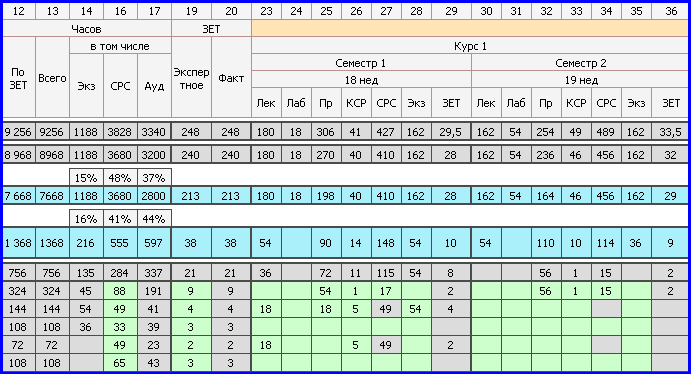 12 13 14 16 17 19 20 23 24 25 26 27 28 29 30 31 32 33 34 35 36
Часов ЗЕТ
в том числе Курс 1
Семестр 1 Семестр 2
По ЗЕТ Всего Экз СРС Ауд Экспер тное Факт 18 нед 19 нед
Лек Лаб Пр КСР СРС Экз ЗЕТ Лек Лаб Пр КСР СРС Экз ЗЕТ
9 256 9256 1188 3828 3340 248 248 180 18 306 41 427 162 29,5 162 54 254 49 489 162 33,5
8 968 8968 1188 3680 3200 240 240 180 18 270 40 410 162 28 162 54 236 46 456 162 32
15% 48% 37%
7 668 7668 1188 3680 2800 213 213 180 18 198 40 410 162 28 162 54 164 46 456 162 29
16% 41% 44%
1 368 1368 216 555 597 38 38 54 90 14 148 54 10 54 110 10 114 36 9
756 756 135 284 337 21 21 36 72 11 115 54 8 56 1 15 2
324 324 45 88 191 9 9 54 1 17 2 56 1 15 2
144 144 54 49 41 4 4 18 18 5 49 54 4
108 108 36 33 39 3 3
72 72 49 23 2 2 18 5 49 2
108 108 65 43 3 3